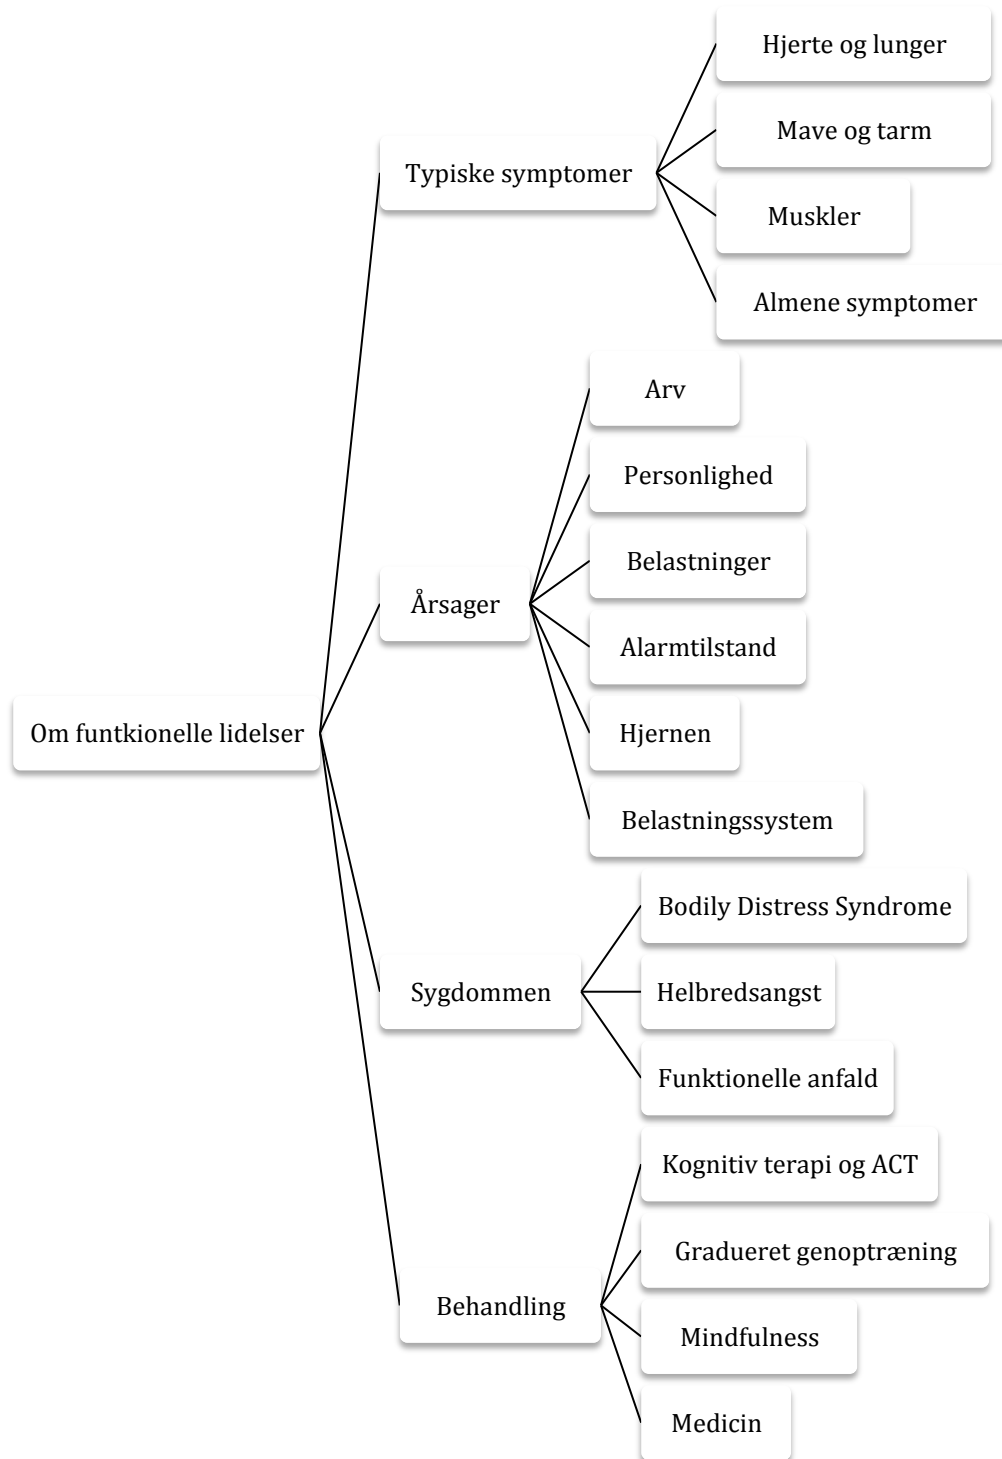 Om funtkionelle lidelser
Typiske symptomer
Hjerte og lunger
Mave og tarm
Muskler
Almene symptomer
Årsager
Arv
Personlighed
Belastninger
Alarmtilstand
Hjernen
Belastningssystem
Sygdommen
Bodily Distress Syndrome
Helbredsangst
Funktionelle anfald
Behandling
Kognitiv terapi og ACT
Gradueret genoptræning
Mindfulness
Medicin